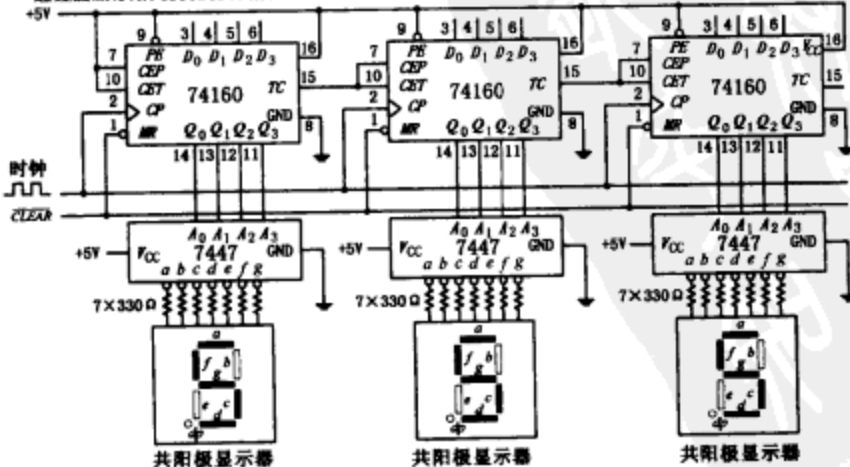 +5V
9 3 4 5 6 16
7 PE D0 D1 D2 D3
CEP
10 CET TC 15
2 CP 74160
GND
1 MR Q0 Q1 Q2 Q3 8
14 13 12 11
9 3 4 5 6 16
7 PE D0 D1 D2 D3
CEP
10 CET TC 15
2 CP 74160
GND
1 MR Q0 Q1 Q2 Q3 8
14 13 12 11
9 3 4 5 6 16
7 PE D0 D1 D2 D3 VCC
CEP
10 CET TC 15
2 CP 74160
GND
1 MR Q0 Q1 Q2 Q3 8
14 13 12 11
时钟
CLEAR
+5V VCC A0 A1 A2 A3 GND
7447
a b c d e f g
7×330Ω
+5V VCC A0 A1 A2 A3 GND
7447
a b c d e f g
7×330Ω
+5V VCC A0 A1 A2 A3 GND
7447
a b c d e f g
7×330Ω
a
f g b
e d c
dp
共阳极显示器
a
f g b
e d c
dp
共阳极显示器
a
f g b
e d c
dp
共阳极显示器